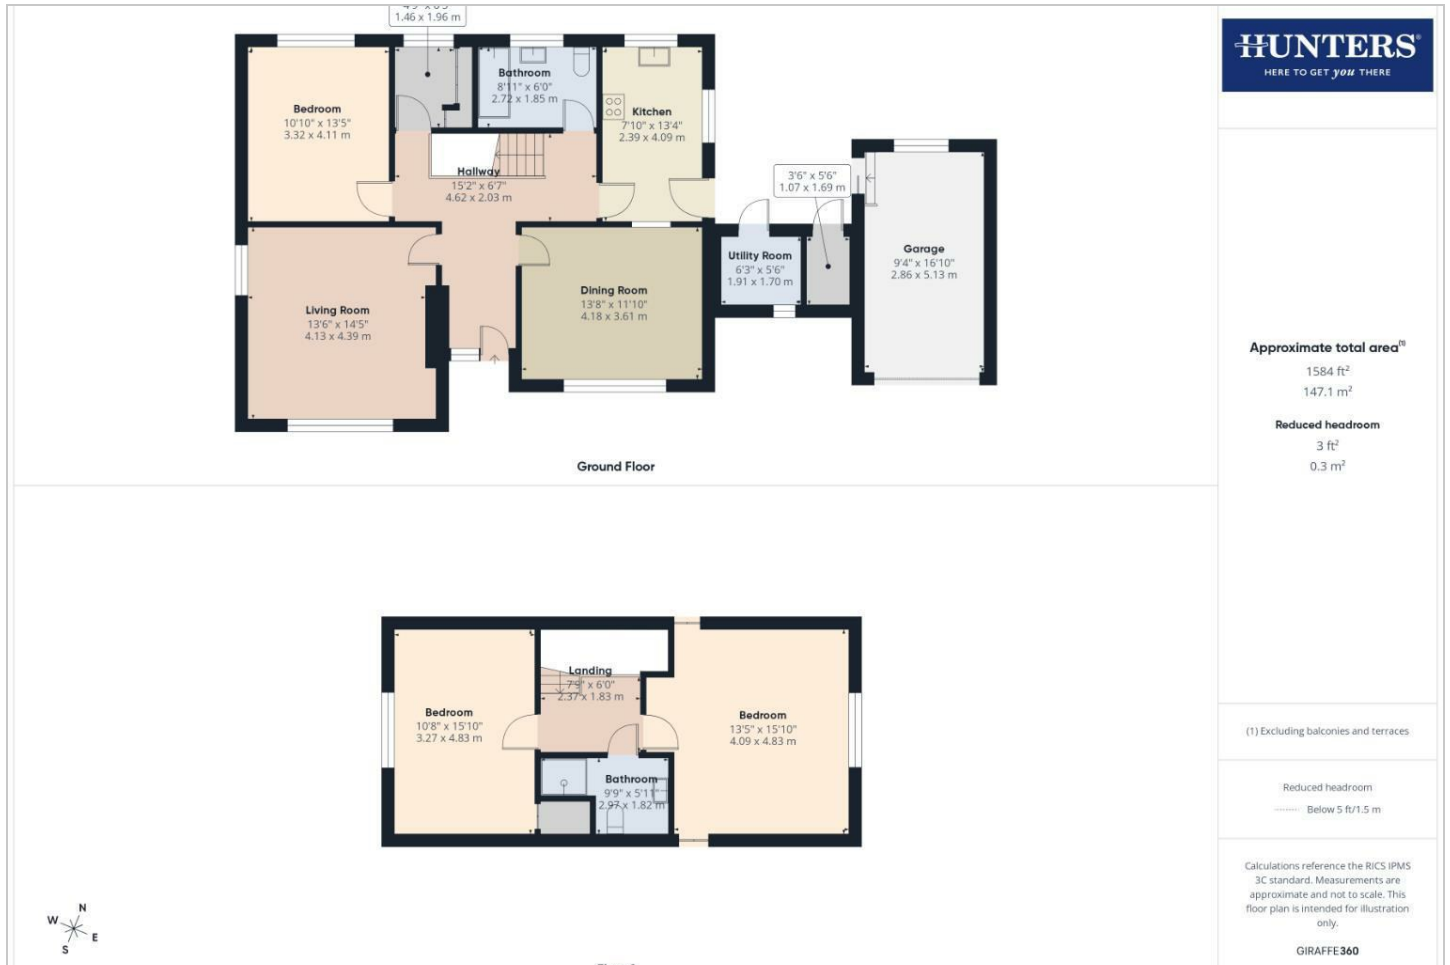 1.46 x 1.96 m
Bedroom
10'10" x 13'5"
3.32 x 4.11 m
Bathroom
8'11" x 6'0"
2.72 x 1.85 m
Kitchen
7'10" x 13'4"
2.39 x 4.09 m
Hallway
15'2" x 6'7"
4.62 x 2.03 m
3'6" x 5'6"
1.07 x 1.69 m
Utility Room
6'3" x 5'6"
1.91 x 1.70 m
Garage
9'4" x 16'10"
2.86 x 5.13 m
Living Room
13'6" x 14'5"
4.13 x 4.39 m
Dining Room
13'8" x 11'10"
4.18 x 3.61 m
Ground Floor
Landing
7'9" x 6'0"
2.37 x 1.83 m
Bedroom
10'8" x 15'10"
3.27 x 4.83 m
Bedroom
13'5" x 15'10"
4.09 x 4.83 m
Bathroom
9'9" x 5'11"
2.97 x 1.82 m
N
W
E
S
HUNTERS®
HERE TO GET you THERE
Approximate total area(1)
1584 ft²
147.1 m²
Reduced headroom
3 ft²
0.3 m²
(1) Excluding balconies and terraces
Reduced headroom
Below 5 ft/1.5 m
Calculations reference the RICS IPMS
3C standard. Measurements are
approximate and not to scale. This
floor plan is intended for illustration
only.
GIRAFFE360